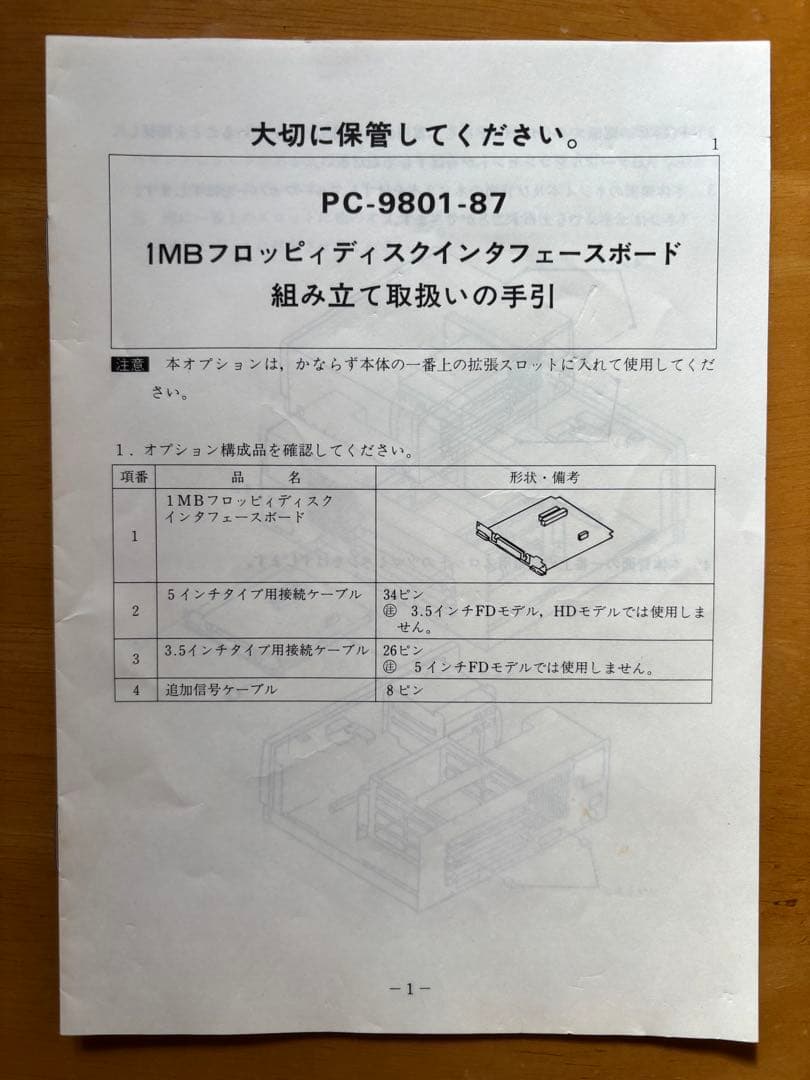 大切に保管してください。
1
PC-9801-87
1MBフロッピィディスクインタフェースボード
組み立て取扱いの手引
注意 本オプションは，かならず本体の一番上の拡張スロットに入れて使用してくだ
さい。
1．オプション構成品を確認してください。
項番 品 名 形状・備考
1 1MBフロッピィディスク
インタフェースボード
2 5インチタイプ用接続ケーブル 34ピン
㊟ 3.5インチFDモデル，HDモデルでは使用しま
せん。
3 3.5インチタイプ用接続ケーブル 26ピン
㊟ 5インチFDモデルでは使用しません。
4 追加信号ケーブル 8ピン
－1－